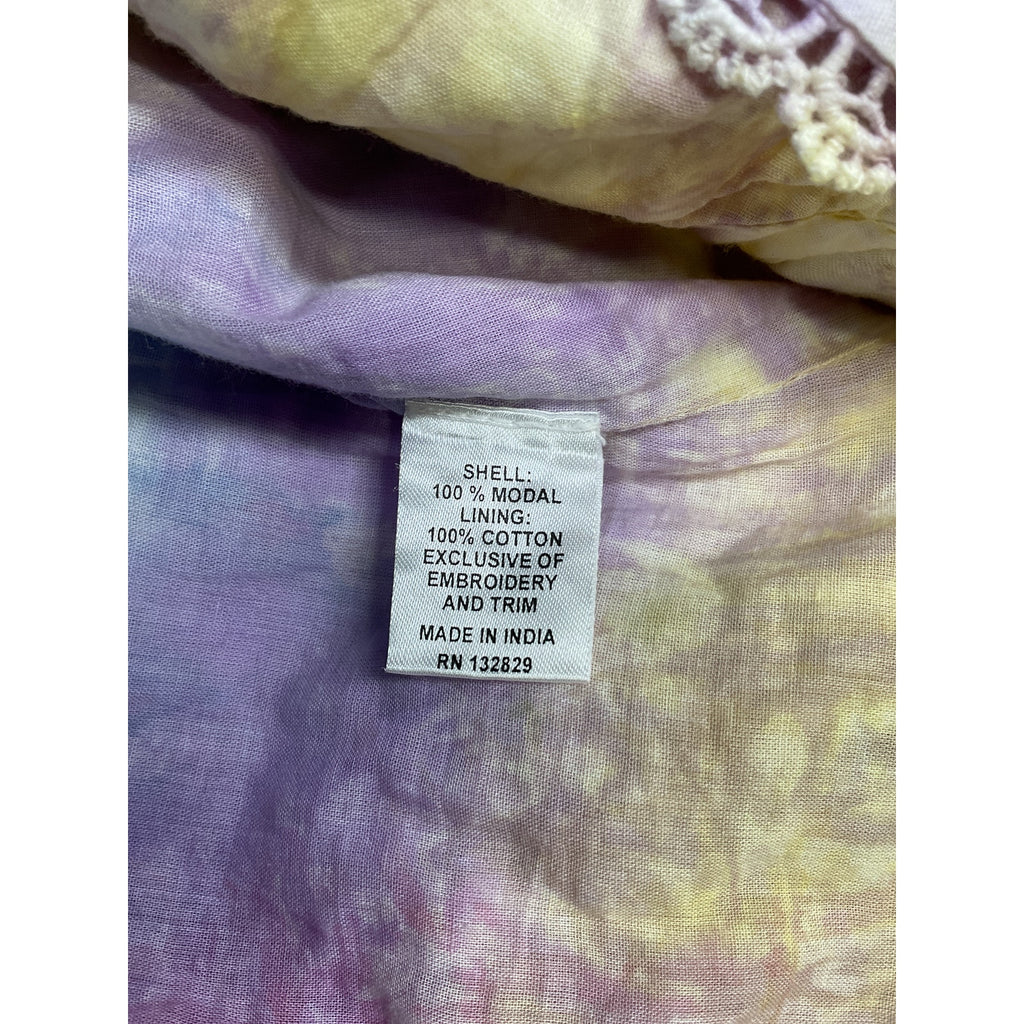 SHELL:
100 % MODAL
LINING:
100% COTTON
EXCLUSIVE OF
EMBROIDERY
AND TRIM
MADE IN INDIA
RN 132829